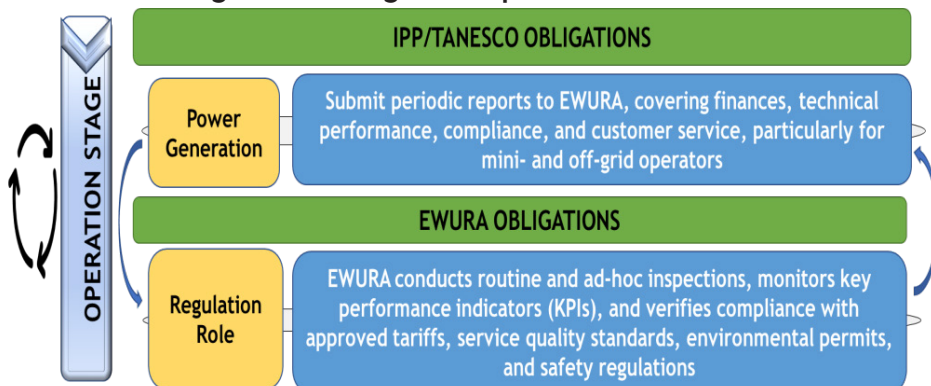 IPP/TANESCO OBLIGATIONS
OPERATION STAGE
Power
Generation
Submit periodic reports to EWURA, covering finances, technical
performance, compliance, and customer service, particularly for
mini- and off-grid operators
EWURA OBLIGATIONS
Regulation
Role
EWURA conducts routine and ad-hoc inspections, monitors key
performance indicators (KPIs), and verifies compliance with
approved tariffs, service quality standards, environmental permits,
and safety regulations